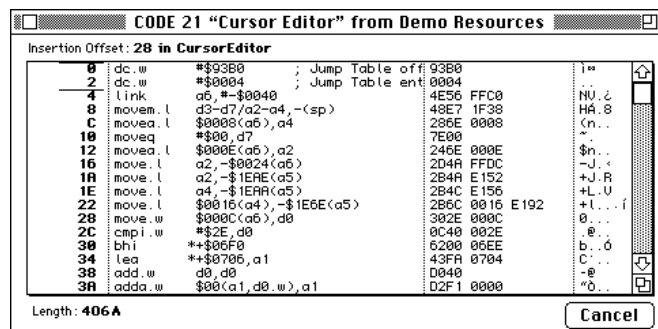 CODE 21 “Cursor Editor” from Demo Resources
Insertion Offset: 28 in CursorEditor
0 dc.w #$93B0 ; Jump Table off 93B0 ì∞
2 dc.w #$0004 ; Jump Table ent 0004 ..
4 link a6,#-$0040 4E56 FFC0 NV.¿
8 movem.l d3-d7/a2-a4,-(sp) 48E7 1F38 HÁ.8
C movea.l $0008(a6),a4 286E 0008 (n..
10 moveq #$00,d7 7E00 ~.
12 movea.l $000E(a6),a2 246E 000E $n..
16 move.l a2,-$0024(a6) 2D4A FFDC -J.‹
1A move.l a2,-$1EAE(a5) 2B4A E152 +J.R
1E move.l a4,-$1EAA(a5) 2B4C E156 +L.V
22 move.l $0016(a4),-$1E6E(a5) 2B6C 0016 E192 +l...í
28 move.w $000C(a6),d0 302E 000C 0...
2C cmpi.w #$2E,d0 0C40 002E .@..
30 bhi *+$06F0 6200 06EE b..Ó
34 lea *+$0706,a1 43FA 0704 C˙..
38 add.w d0,d0 D040 -@
3A adda.w $00(a1,d0.w),a1 D2F1 0000 “Ò..
Length: 406A
Cancel